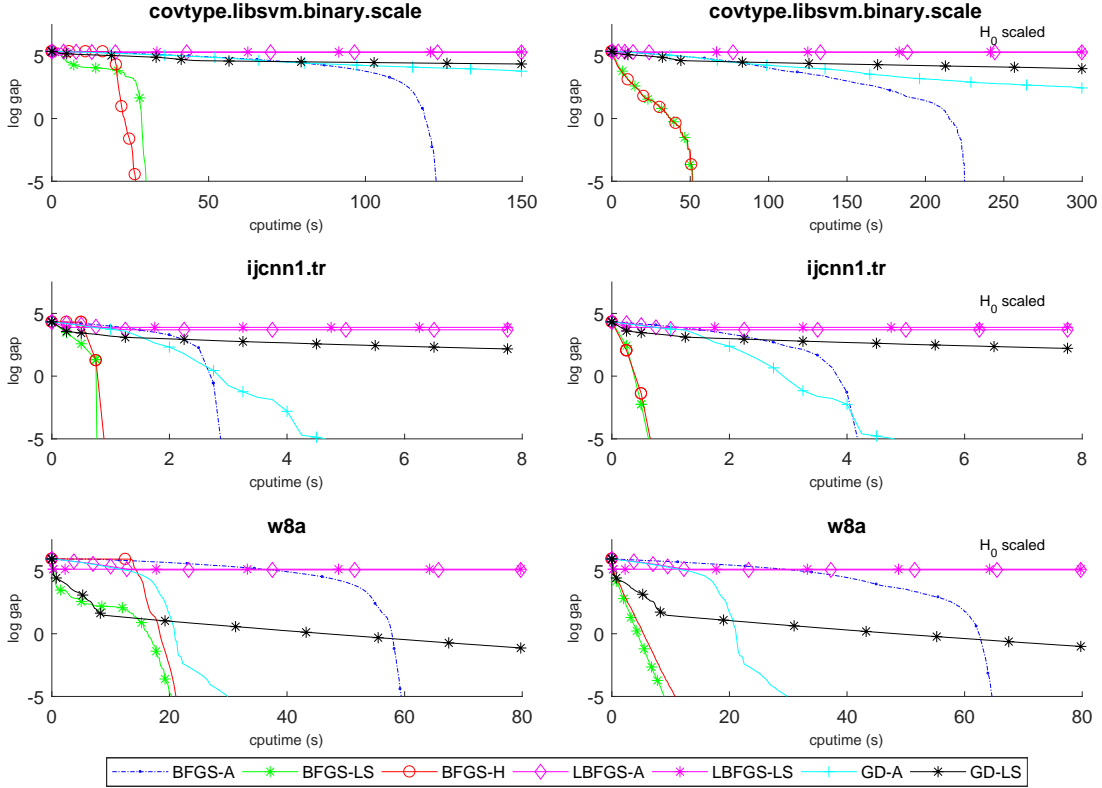 covtype.libsvm.binary.scale
log gap
5
0
-5
0 50 100 150
cputime (s)
covtype.libsvm.binary.scale
H0 scaled
log gap
5
0
-5
0 50 100 150 200 250 300
cputime (s)
ijcnn1.tr
log gap
5
0
-5
0 2 4 6 8
cputime (s)
ijcnn1.tr
H0 scaled
log gap
5
0
-5
0 2 4 6 8
cputime (s)
w8a
log gap
5
0
-5
0 20 40 60 80
cputime (s)
w8a
H0 scaled
log gap
5
0
-5
0 20 40 60 80
cputime (s)
BFGS-A BFGS-LS BFGS-H LBFGS-A LBFGS-LS GD-A GD-LS